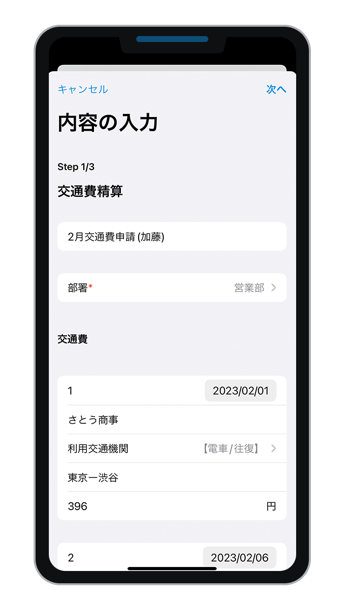 キャンセル 次へ
内容の入力
Step 1/3
交通費精算
2月交通費申請(加藤)
部署* 営業部
交通費
1 2023/02/01
さとう商事
利用交通機関 【電車/往復】
東京ー渋谷
396 円
2 2023/02/06